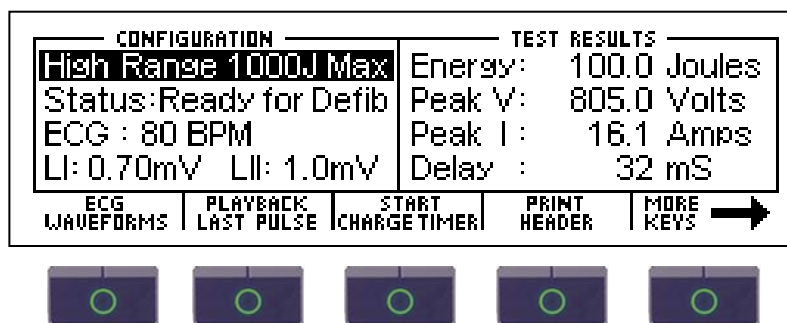 CONFIGURATION
High Range 1000J Max
Status:Ready for Defib
ECG : 80 BPM
LI: 0.70mV LII: 1.0mV
TEST RESULTS
Energy: 100.0 Joules
Peak V: 805.0 Volts
Peak I : 16.1 Amps
Delay : 32 mS
ECG
WAVEFORMS
PLAYBACK
LAST PULSE
START
CHARGE TIMER
PRINT
HEADER
MORE
KEYS